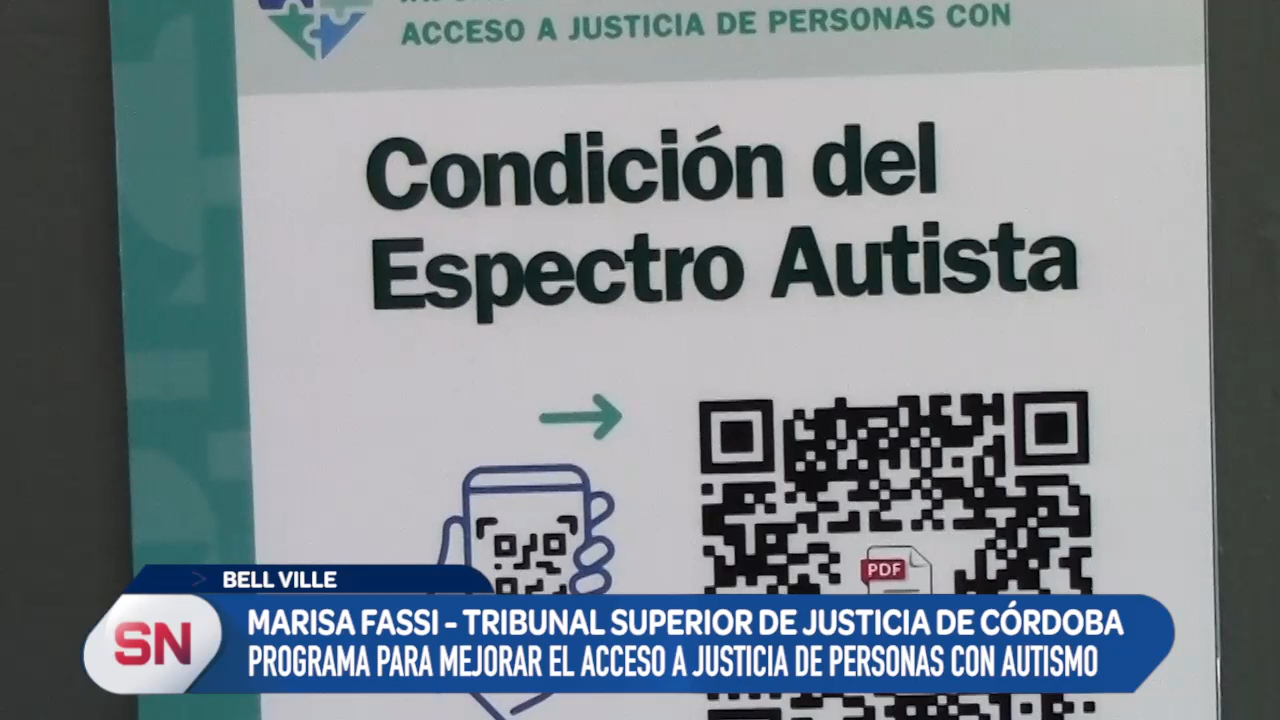 ACCESO A JUSTICIA DE PERSONAS CON
Condición del
Espectro Autista
PDF
BELL VILLE
SN
MARISA FASSI - TRIBUNAL SUPERIOR DE JUSTICIA DE CÓRDOBA
PROGRAMA PARA MEJORAR EL ACCESO A JUSTICIA DE PERSONAS CON AUTISMO